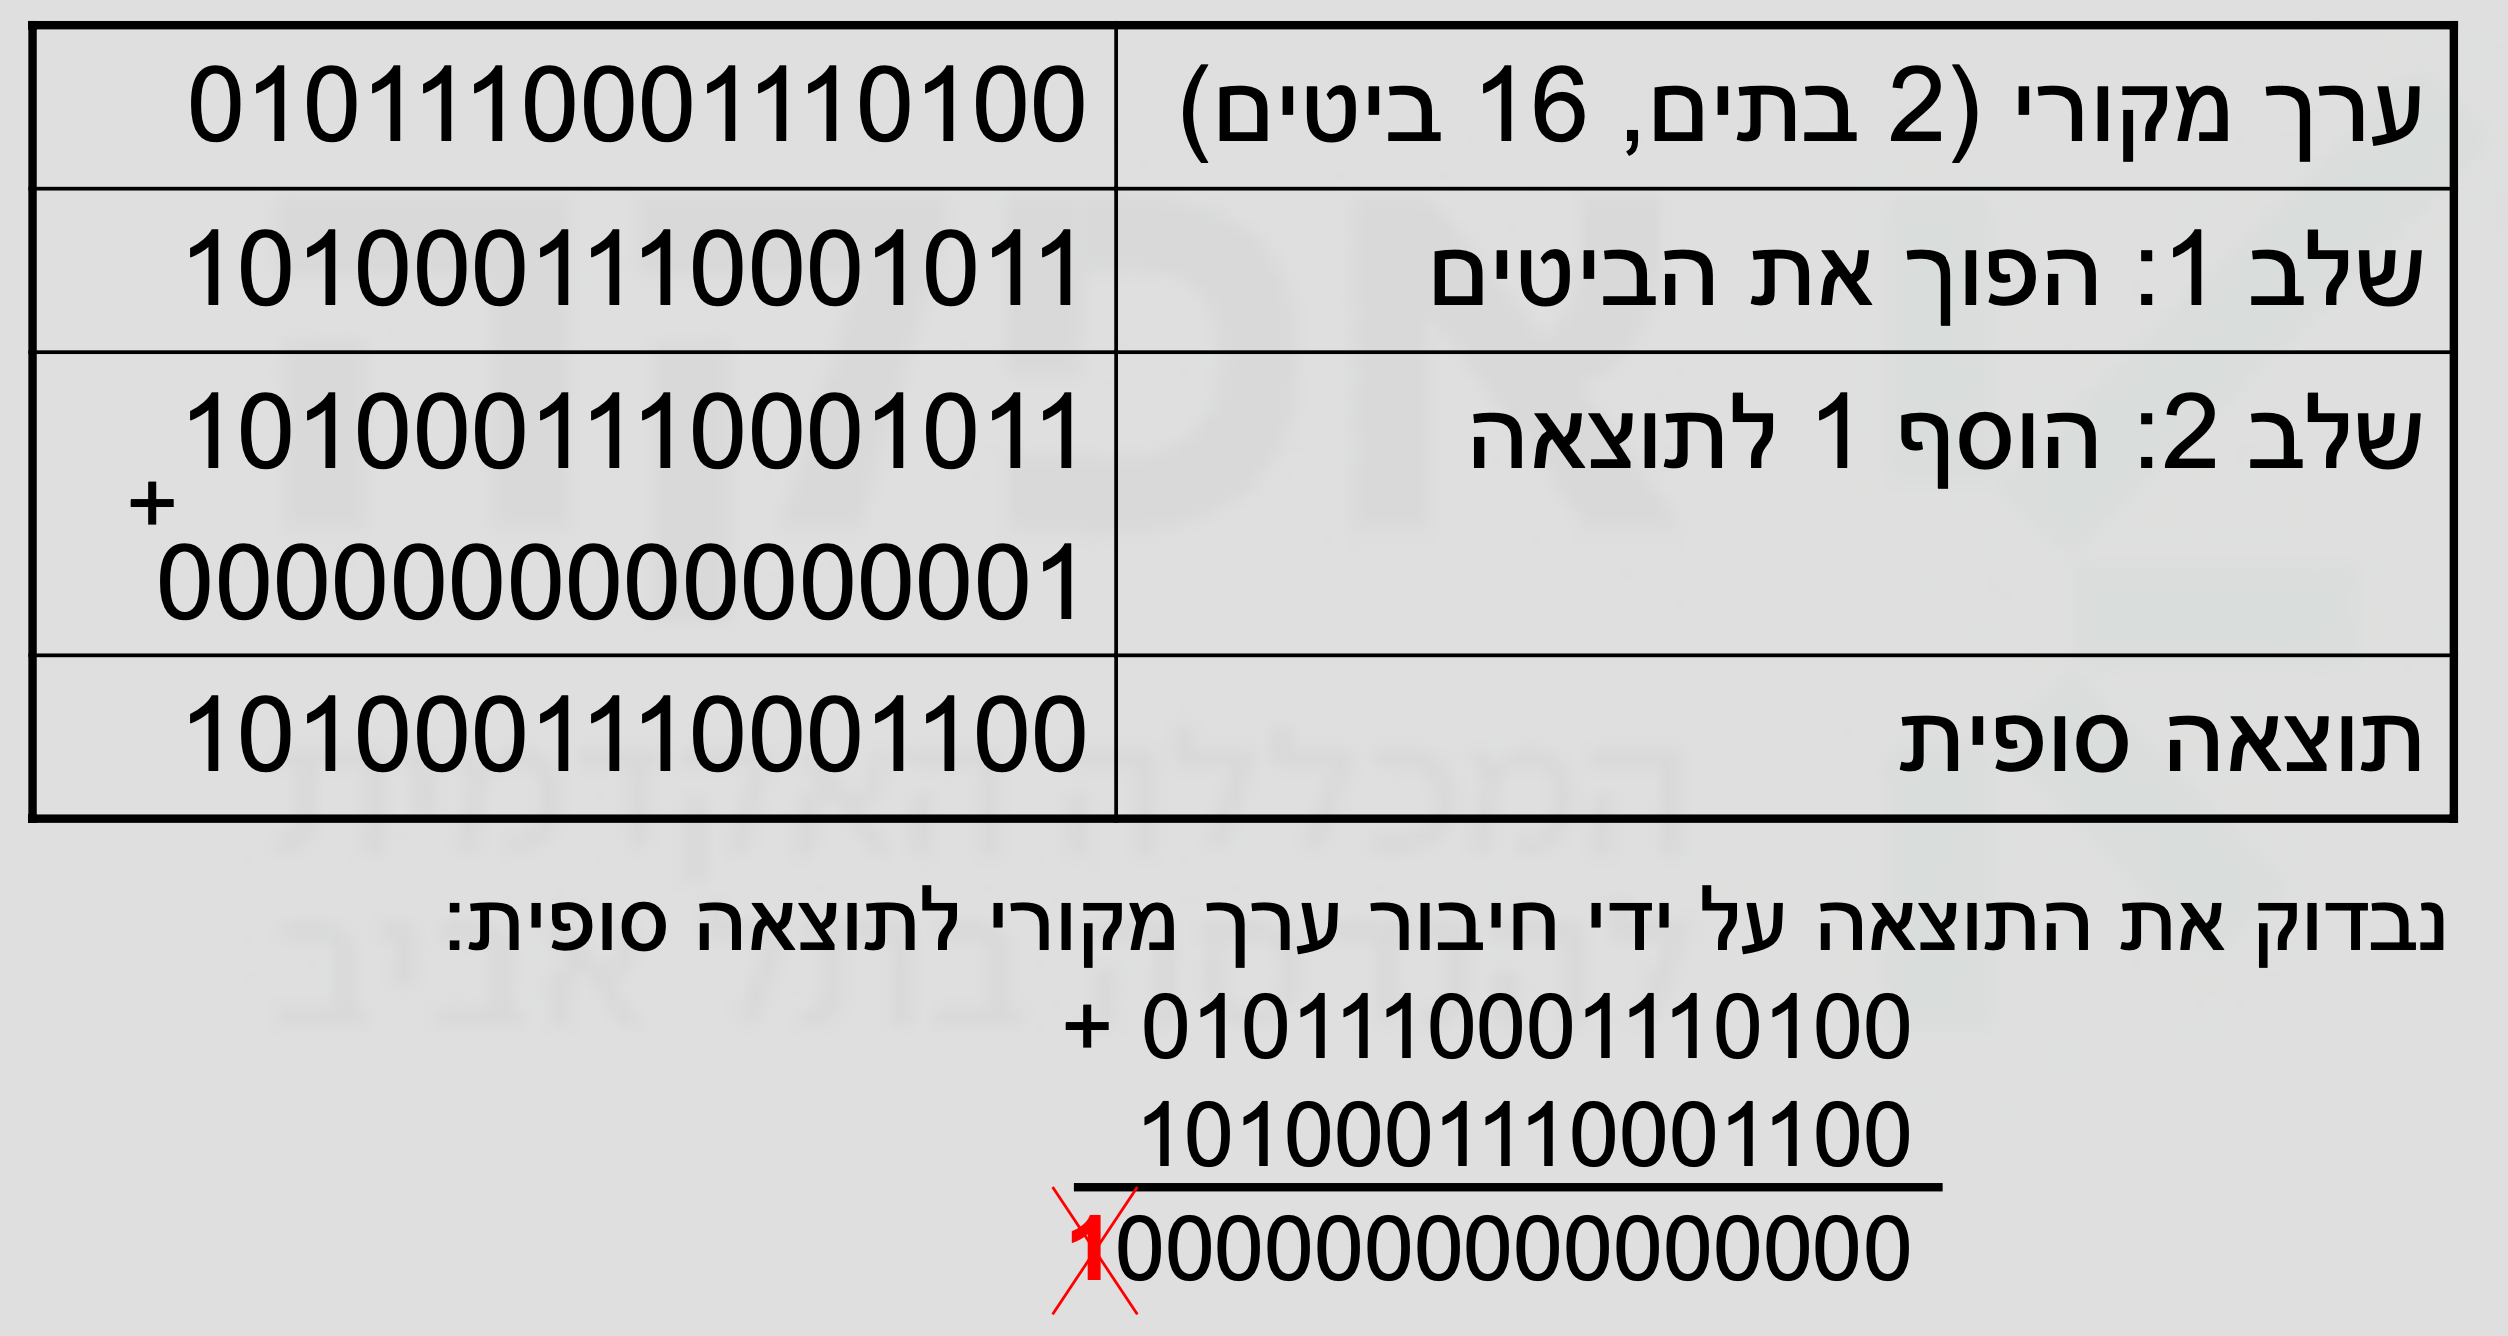 ערך מקורי (2 בתים, 16 ביטים) 0101110001110100
שלב 1: הפוך את הביטים 1010001110001011
שלב 2: הוסף 1 לתוצאה 1010001110001011
+
0000000000000001
תוצאה סופית 1010001110001100
נבדוק את התוצאה על ידי חיבור ערך מקורי לתוצאה סופית:
+ 0101110001110100
1010001110001100
10000000000000000